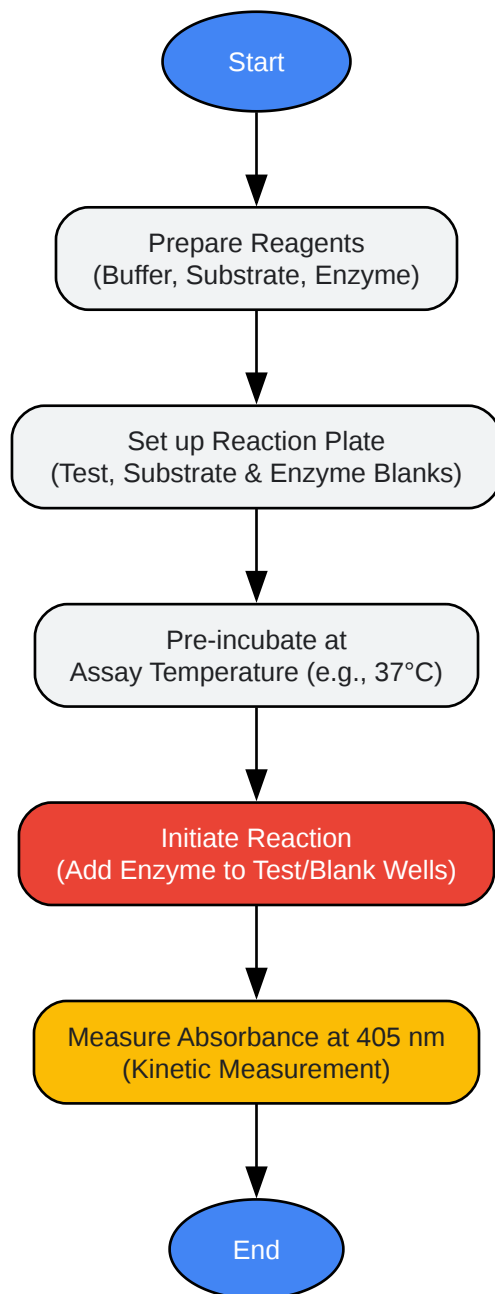 Start
Prepare Reagents
(Buffer, Substrate, Enzyme)
Set up Reaction Plate
(Test, Substrate & Enzyme Blanks)
Pre-incubate at
Assay Temperature (e.g., 37°C)
Initiate Reaction
(Add Enzyme to Test/Blank Wells)
Measure Absorbance at 405 nm
(Kinetic Measurement)
End